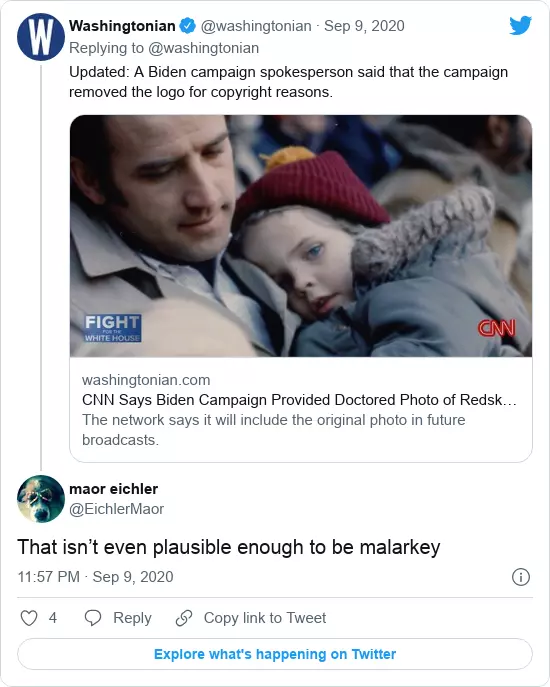 W
Washingtonian @washingtonian · Sep 9, 2020
Replying to @washingtonian
Updated: A Biden campaign spokesperson said that the campaign
removed the logo for copyright reasons.
FIGHT
FOR THE
WHITE HOUSE
CNN
washingtonian.com
CNN Says Biden Campaign Provided Doctored Photo of Redsk…
The network says it will include the original photo in future
broadcasts.
maor eichler
@EichlerMaor
That isn’t even plausible enough to be malarkey
11:57 PM · Sep 9, 2020
4 Reply Copy link to Tweet
Explore what's happening on Twitter